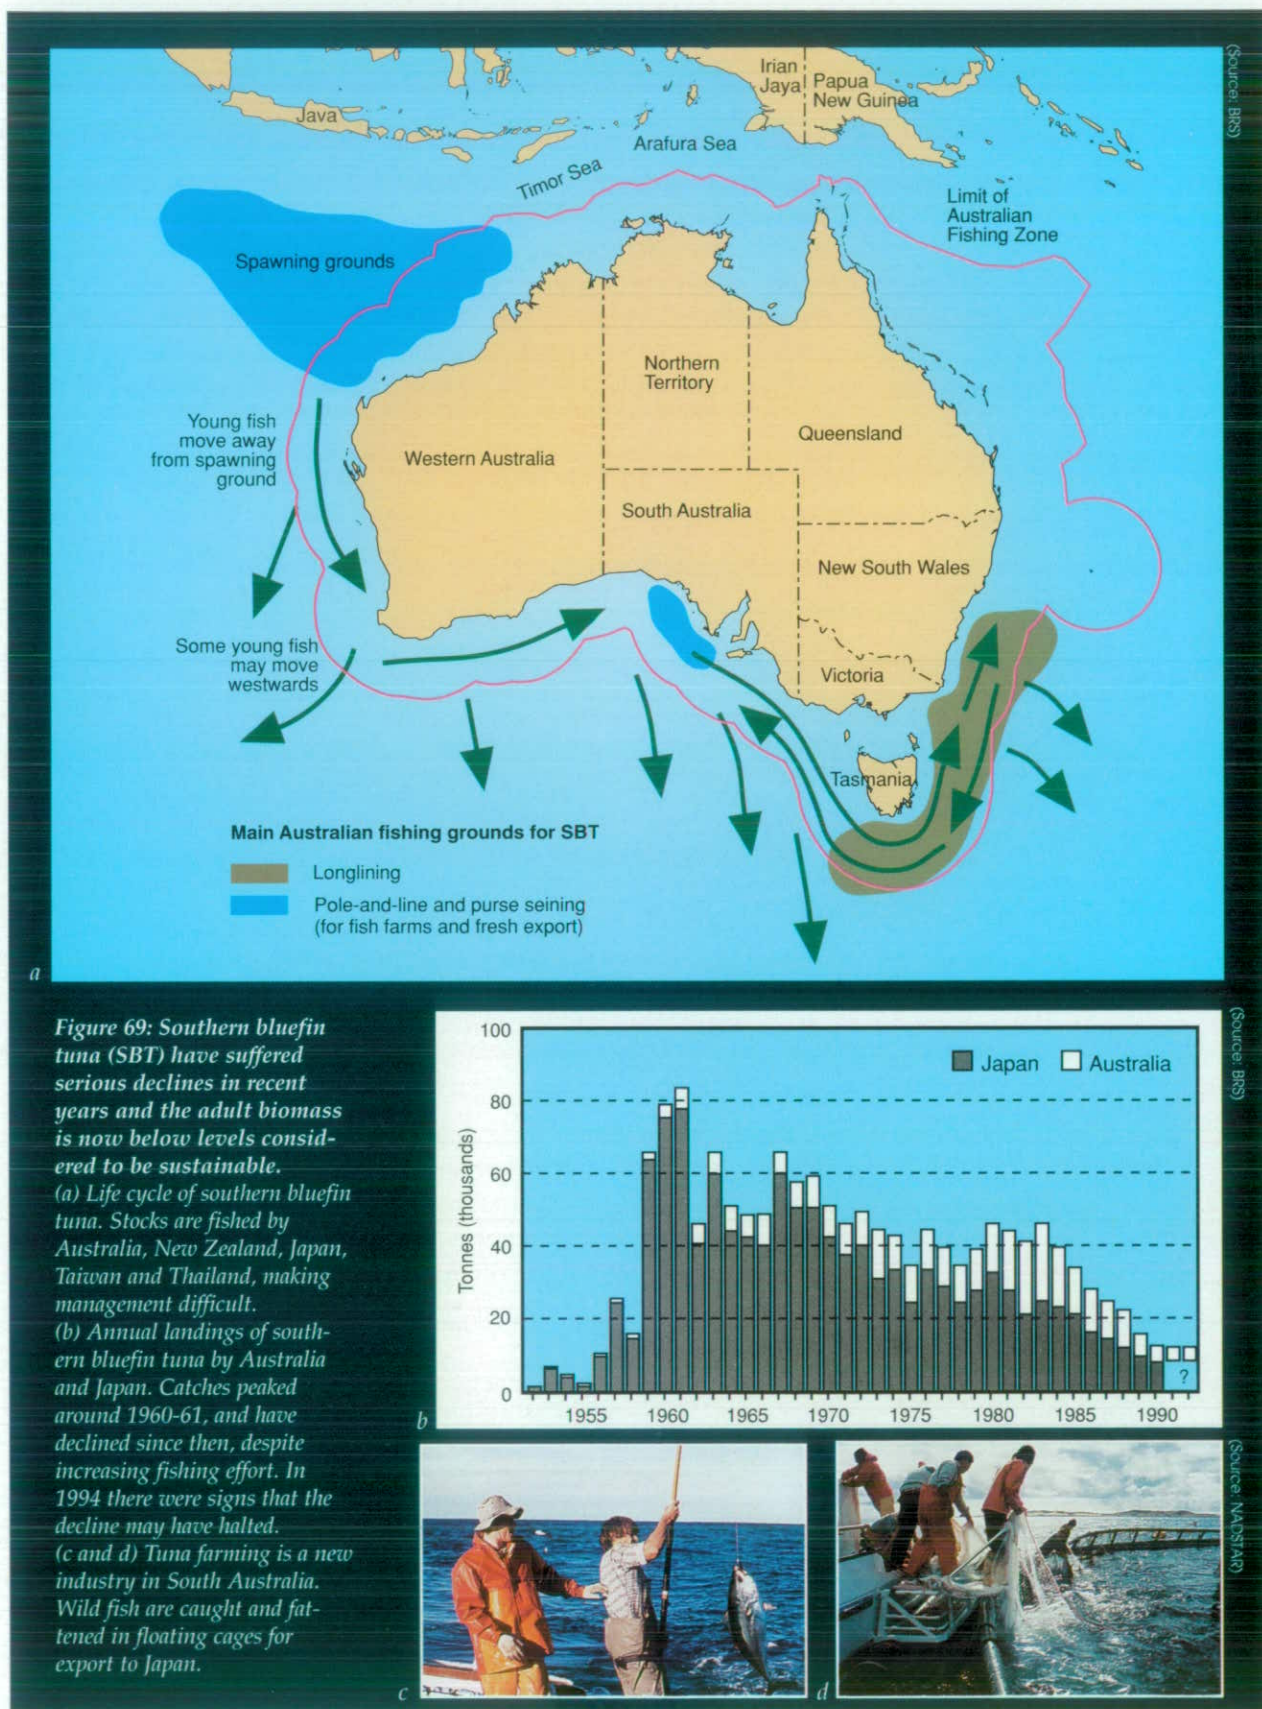 (Source: BRS)
Irian
Jaya
Papua
New Guinea
Java
Arafura Sea
Timor Sea
Limit of
Australian
Fishing Zone
Spawning grounds
Northern
Territory
Young fish
move away
from spawning
ground
Queensland
Western Australia
South Australia
New South Wales
Some young fish
may move
westwards
Victoria
Tasmania
Main Australian fishing grounds for SBT
Longlining
Pole-and-line and purse seining
(for fish farms and fresh export)
a
Figure 69: Southern bluefin
tuna (SBT) have suffered
serious declines in recent
years and the adult biomass
is now below levels consid-
ered to be sustainable.
(a) Life cycle of southern bluefin
tuna. Stocks are fished by
Australia, New Zealand, Japan,
Taiwan and Thailand, making
management difficult.
(b) Annual landings of south-
ern bluefin tuna by Australia
and Japan. Catches peaked
around 1960-61, and have
declined since then, despite
increasing fishing effort. In
1994 there were signs that the
decline may have halted.
(c and d) Tuna farming is a new
industry in South Australia.
Wild fish are caught and fat-
tened in floating cages for
export to Japan.
(Source: BRS)
Japan
Australia
Tonnes (thousands)
100
80
60
40
20
0
?
1955 1960 1965 1970 1975 1980 1985 1990
b
(Source: NADSTAR)
c
d